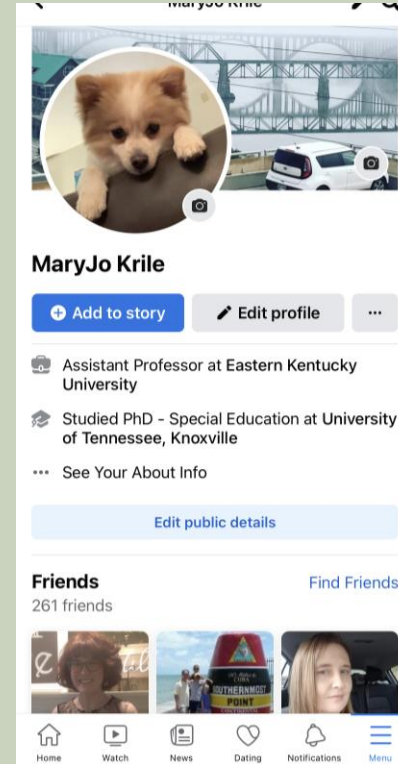 MaryJo Krile
MaryJo Krile
Add to story
Edit profile
Assistant Professor at Eastern Kentucky
University
Studied PhD - Special Education at University
of Tennessee, Knoxville
See Your About Info
Edit public details
Friends
Find Friends
261 friends
SOUTHERNMOST
POINT
Home
Watch
News
Dating
Notifications
Menu